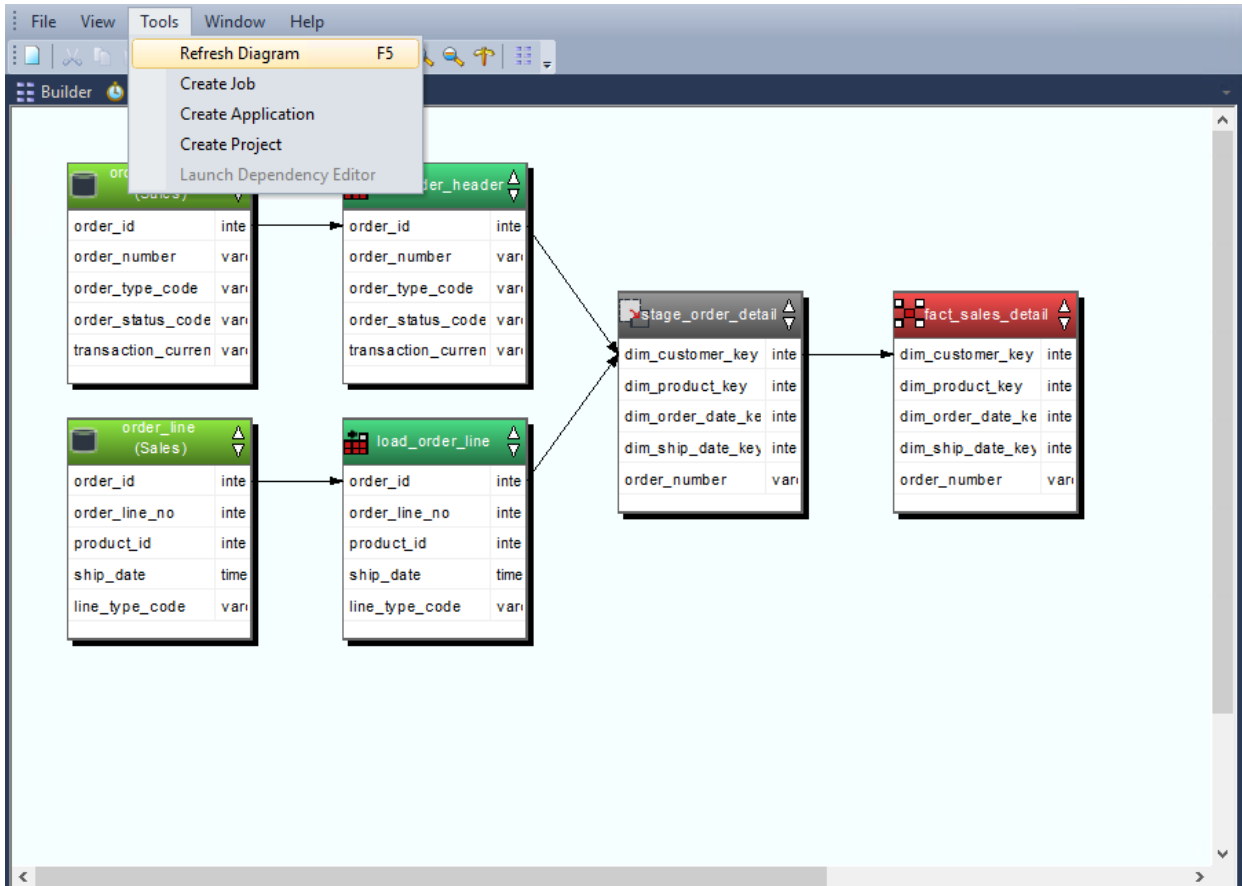 File View Tools Window Help
Refresh Diagram F5
Create Job
Create Application
Create Project
Launch Dependency Editor
Builder
(Sales)
order_id inte
order_number var
order_type_code var
order_status_code var
transaction_curren var
der_header
order_id inte
order_number var
order_type_code var
order_status_code var
transaction_curren var
order_line
(Sales)
order_id inte
order_line_no inte
product_id inte
ship_date time
line_type_code var
load_order_line
order_id inte
order_line_no inte
product_id inte
ship_date time
line_type_code var
stage_order_detail
dim_customer_key inte
dim_product_key inte
dim_order_date_ke inte
dim_ship_date_key inte
order_number var
fact_sales_detail
dim_customer_key inte
dim_product_key inte
dim_order_date_ke inte
dim_ship_date_key inte
order_number var